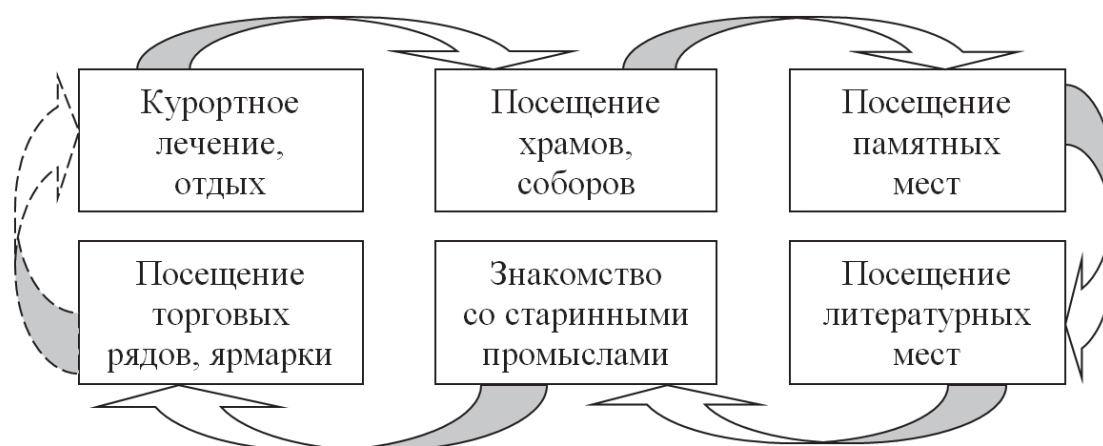 Курортное
лечение,
отдых
Посещение
храмов,
соборов
Посещение
памятных
мест
Посещение
торговых
рядов, ярмарки
Знакомство
со старинными
промыслами
Посещение
литературных
мест